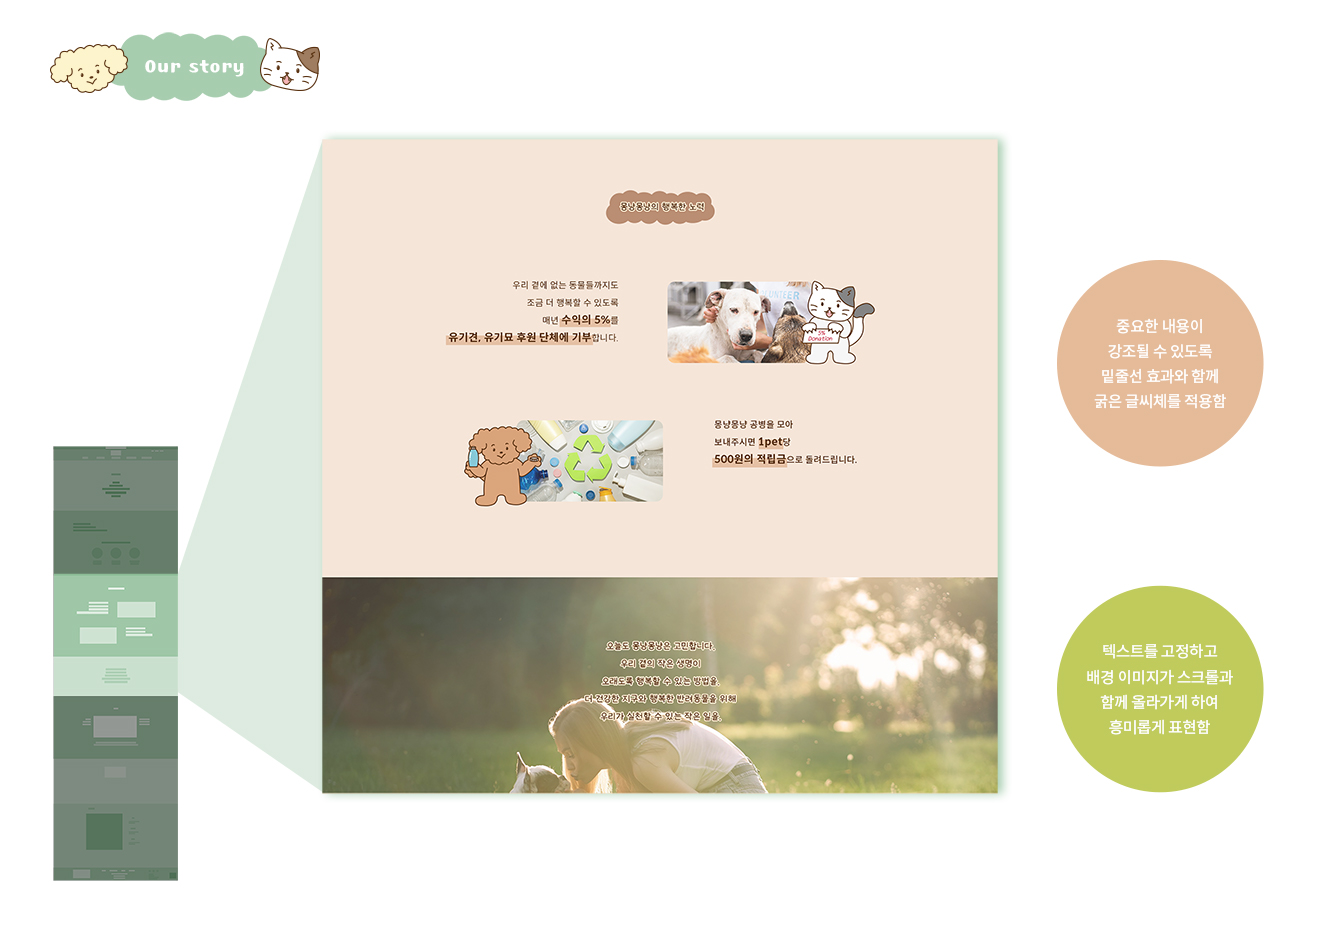 Our story
몽냥몽냥의 행복한 노력
우리 곁에 없는 동물들까지도
조금 더 행복할 수 있도록
매년 수익의 5%를
유기견, 유기묘 후원 단체에 기부합니다.
5%
Donation
몽냥몽냥 공병을 모아
보내주시면 1pet당
500원의 적립금으로 돌려드립니다.
오늘도 몽냥몽냥은 고민합니다.
우리 곁의 작은 생명이
오래도록 행복할 수 있는 방법을.
더 건강한 지구와 행복한 반려동물을 위해
우리가 실천할 수 있는 작은 일을.
중요한 내용이
강조될 수 있도록
밑줄선 효과와 함께
굵은 글씨체를 적용함
텍스트를 고정하고
배경 이미지가 스크롤과
함께 올라가게 하여
흥미롭게 표현함